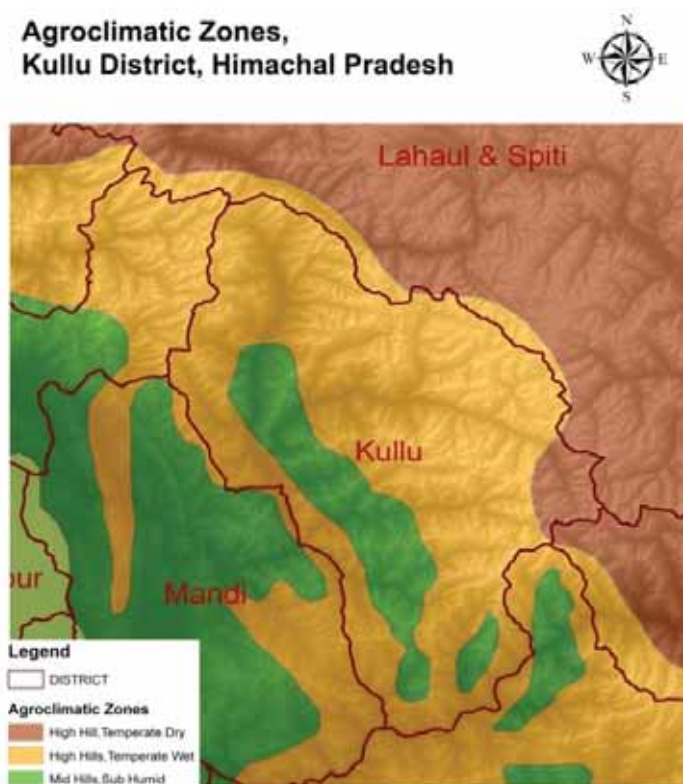 Agroclimatic Zones,
Kullu District, Himachal Pradesh
N
W
E
S
Lahaul & Spiti
Kullu
Mandi
ur
Legend
DISTRICT
Agroclimatic Zones
High Hill,Temperate Dry
High Hills,Temperate Wet
Mid Hills,Sub Humid